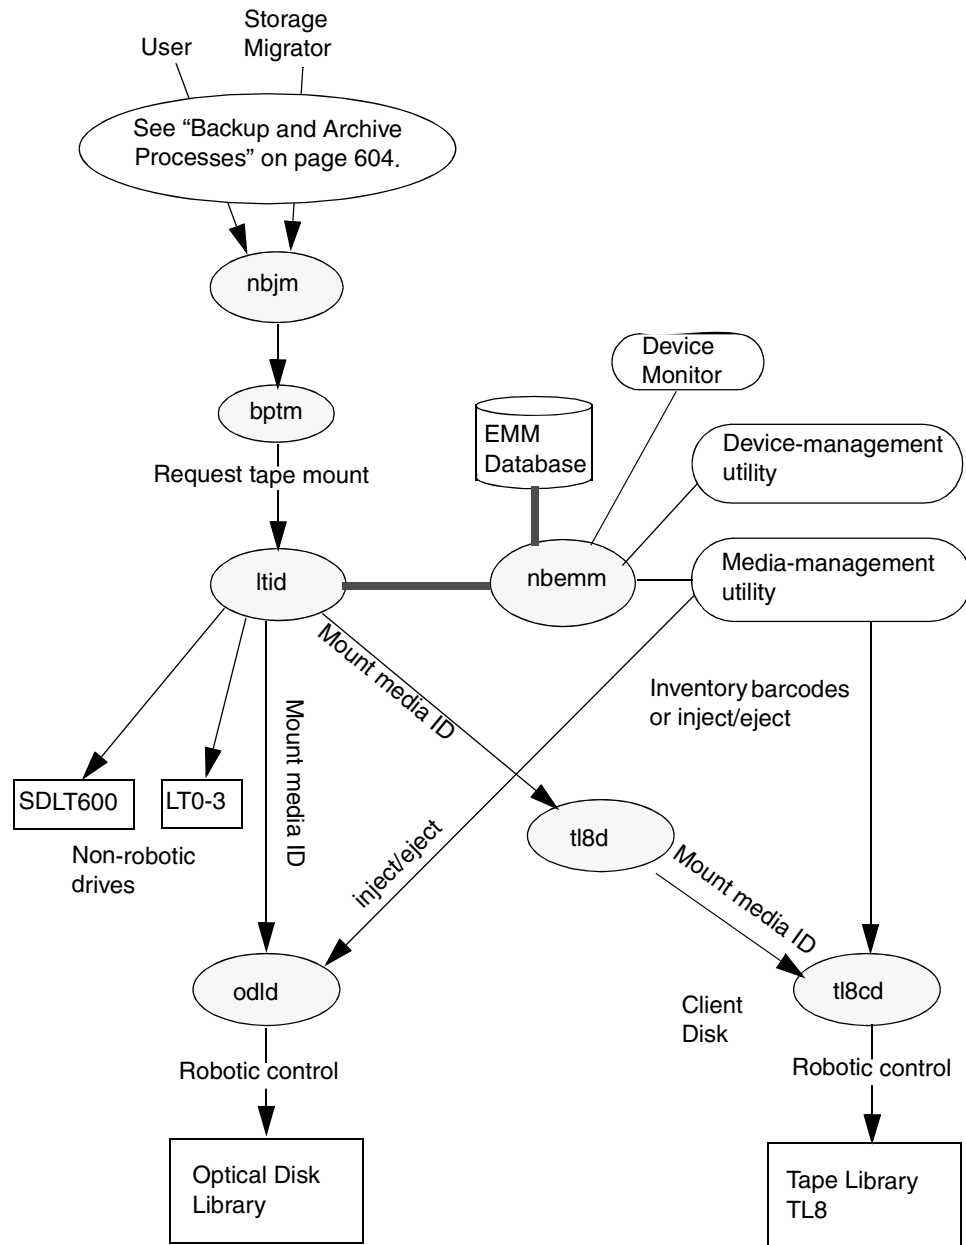 Storage
Migrator
User
See “Backup and Archive
Processes” on page 604.
nbjm
Device
Monitor
bptm
EMM
Database
Device-management
utility
Request tape mount
ltid
nbemm
Media-management
utility
Mount media ID
Mount media ID
Inventory barcodes
or inject/eject
SDLT600
LT0-3
Non-robotic
drives
inject/eject
tl8d
Mount media ID
odld
Client
Disk
tl8cd
Robotic control
Robotic control
Optical Disk
Library
Tape Library
TL8